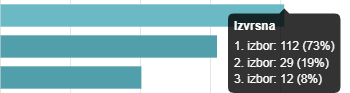 Izvrsna
1. izbor: 112 (73%)
2. izbor: 29 (19%)
3. izbor: 12 (8%)